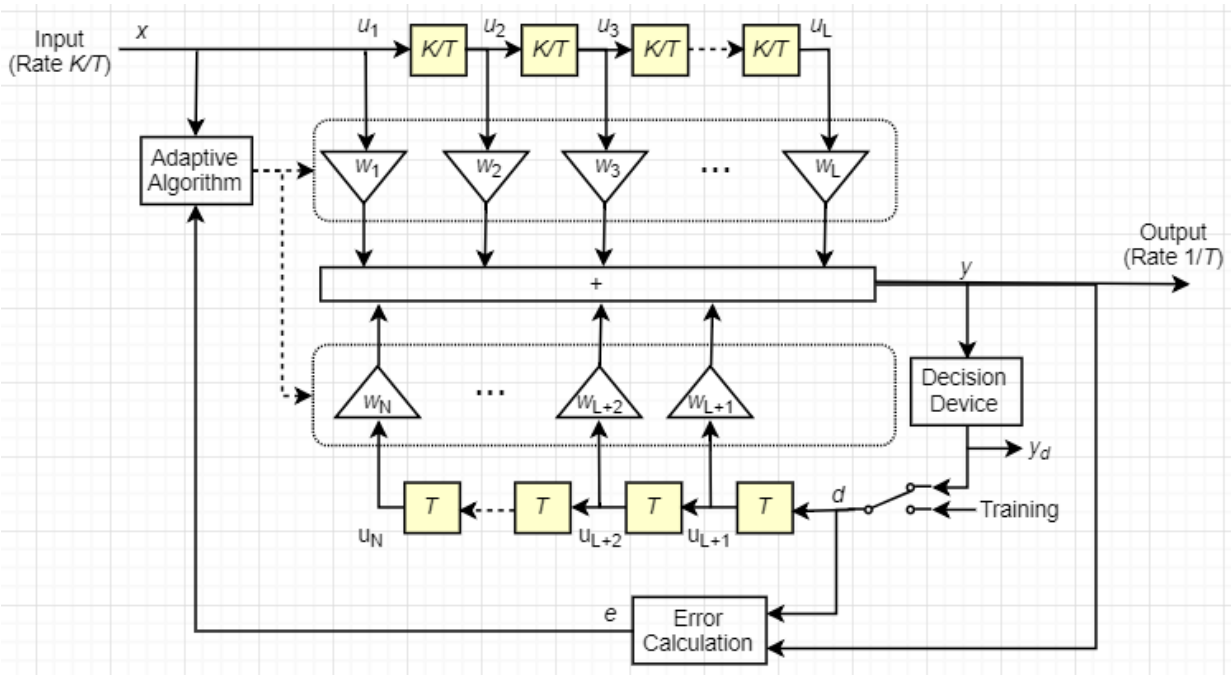 Input
(Rate K/T)
x
u1
u2
u3
uL
K/T
K/T
K/T
K/T
Adaptive
Algorithm
w1
w2
w3
...
wL
Output
(Rate 1/T)
+
y
wN
...
wL+2
wL+1
Decision
Device
yd
T
T
T
T
d
Training
uN
uL+2
uL+1
e
Error
Calculation